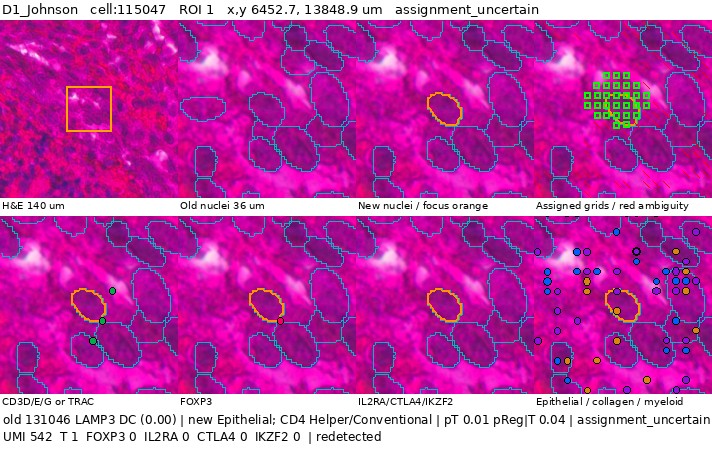 D1_Johnson cell:115047 ROI 1 x,y 6452.7, 13848.9 um assignment_uncertain
H&E 140 um
Old nuclei 36 um
New nuclei / focus orange
Assigned grids / red ambiguity
CD3D/E/G or TRAC
FOXP3
IL2RA/CTLA4/IKZF2
Epithelial / collagen / myeloid
old 131046 LAMP3 DC (0.00) | new Epithelial; CD4 Helper/Conventional | pT 0.01 pReg|T 0.04 | assignment_uncertain
UMI 542 T 1 FOXP3 0 IL2RA 0 CTLA4 0 IKZF2 0 | redetected